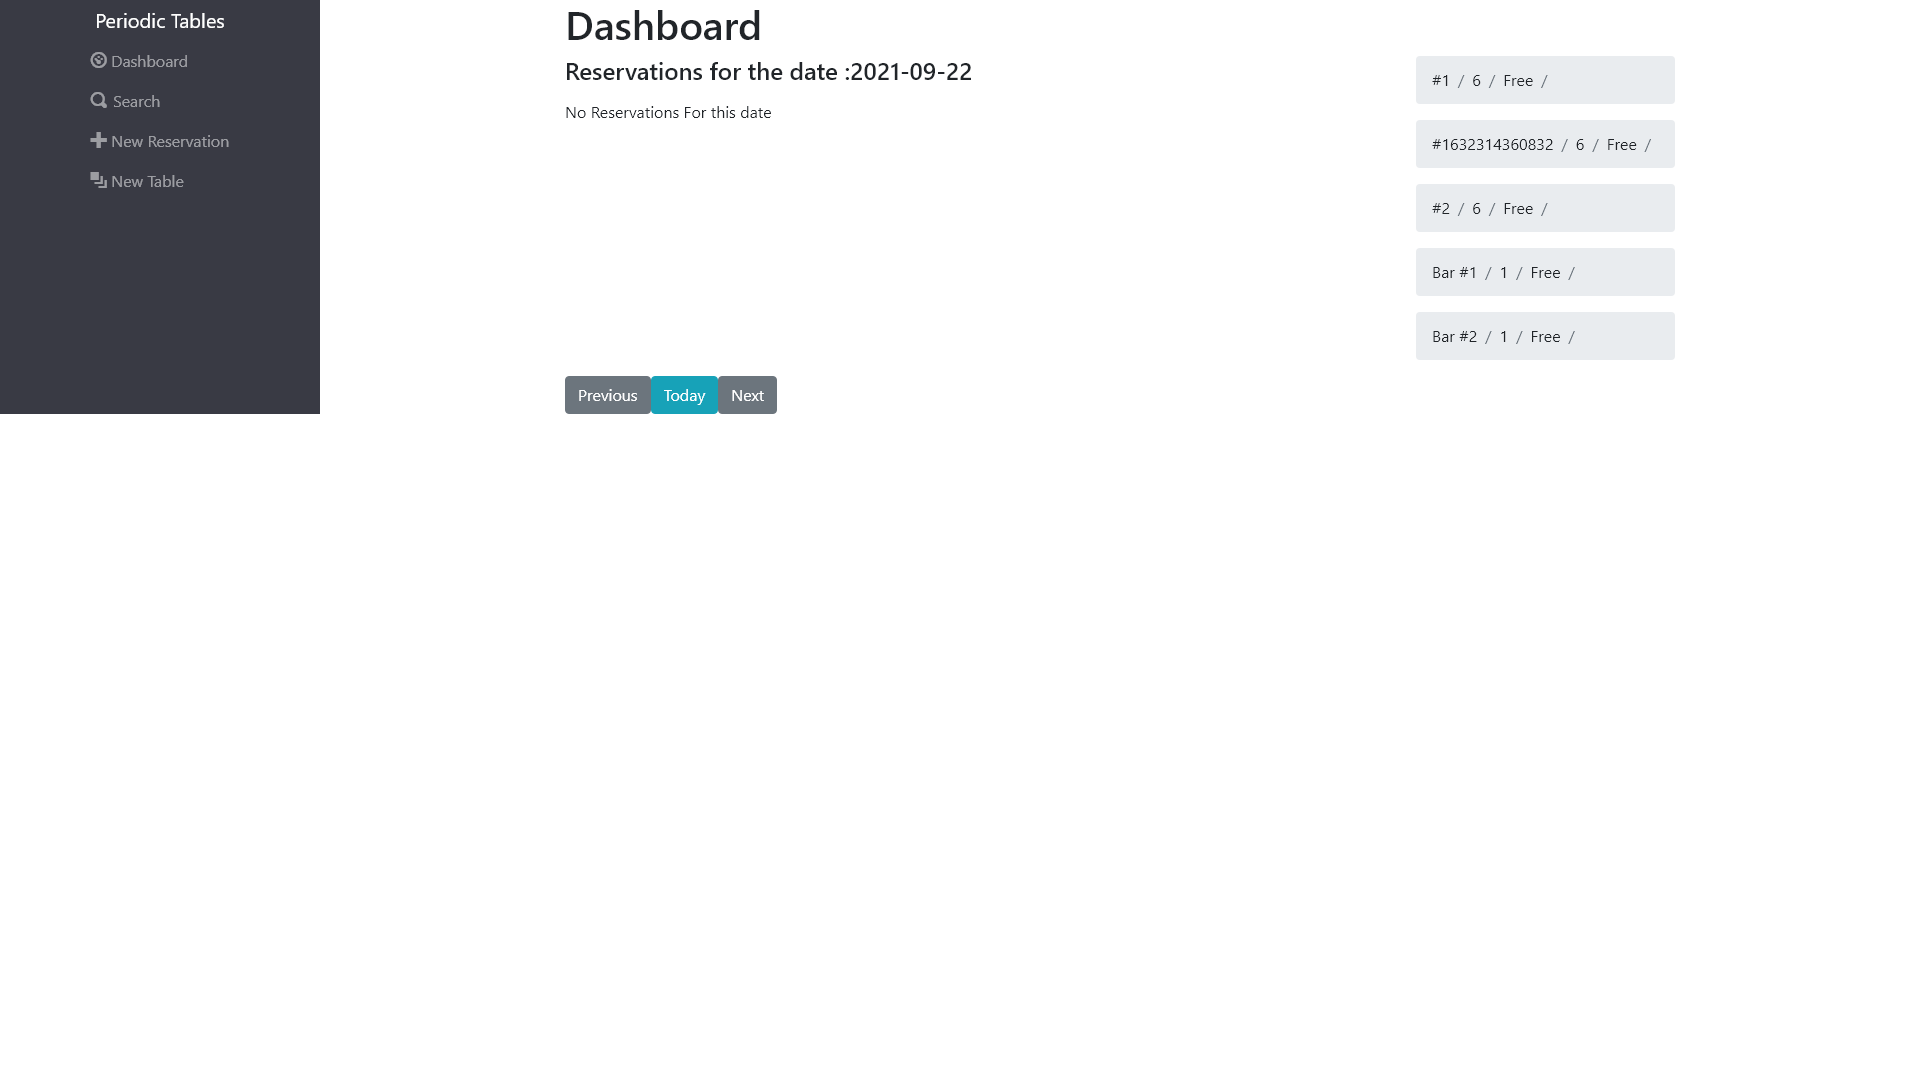 Periodic Tables
Dashboard
Search
New Reservation
New Table
Dashboard
Reservations for the date :2021-09-22
No Reservations For this date
#1 / 6 / Free /
#1632314360832 / 6 / Free /
#2 / 6 / Free /
Bar #1 / 1 / Free /
Bar #2 / 1 / Free /
Previous Today Next